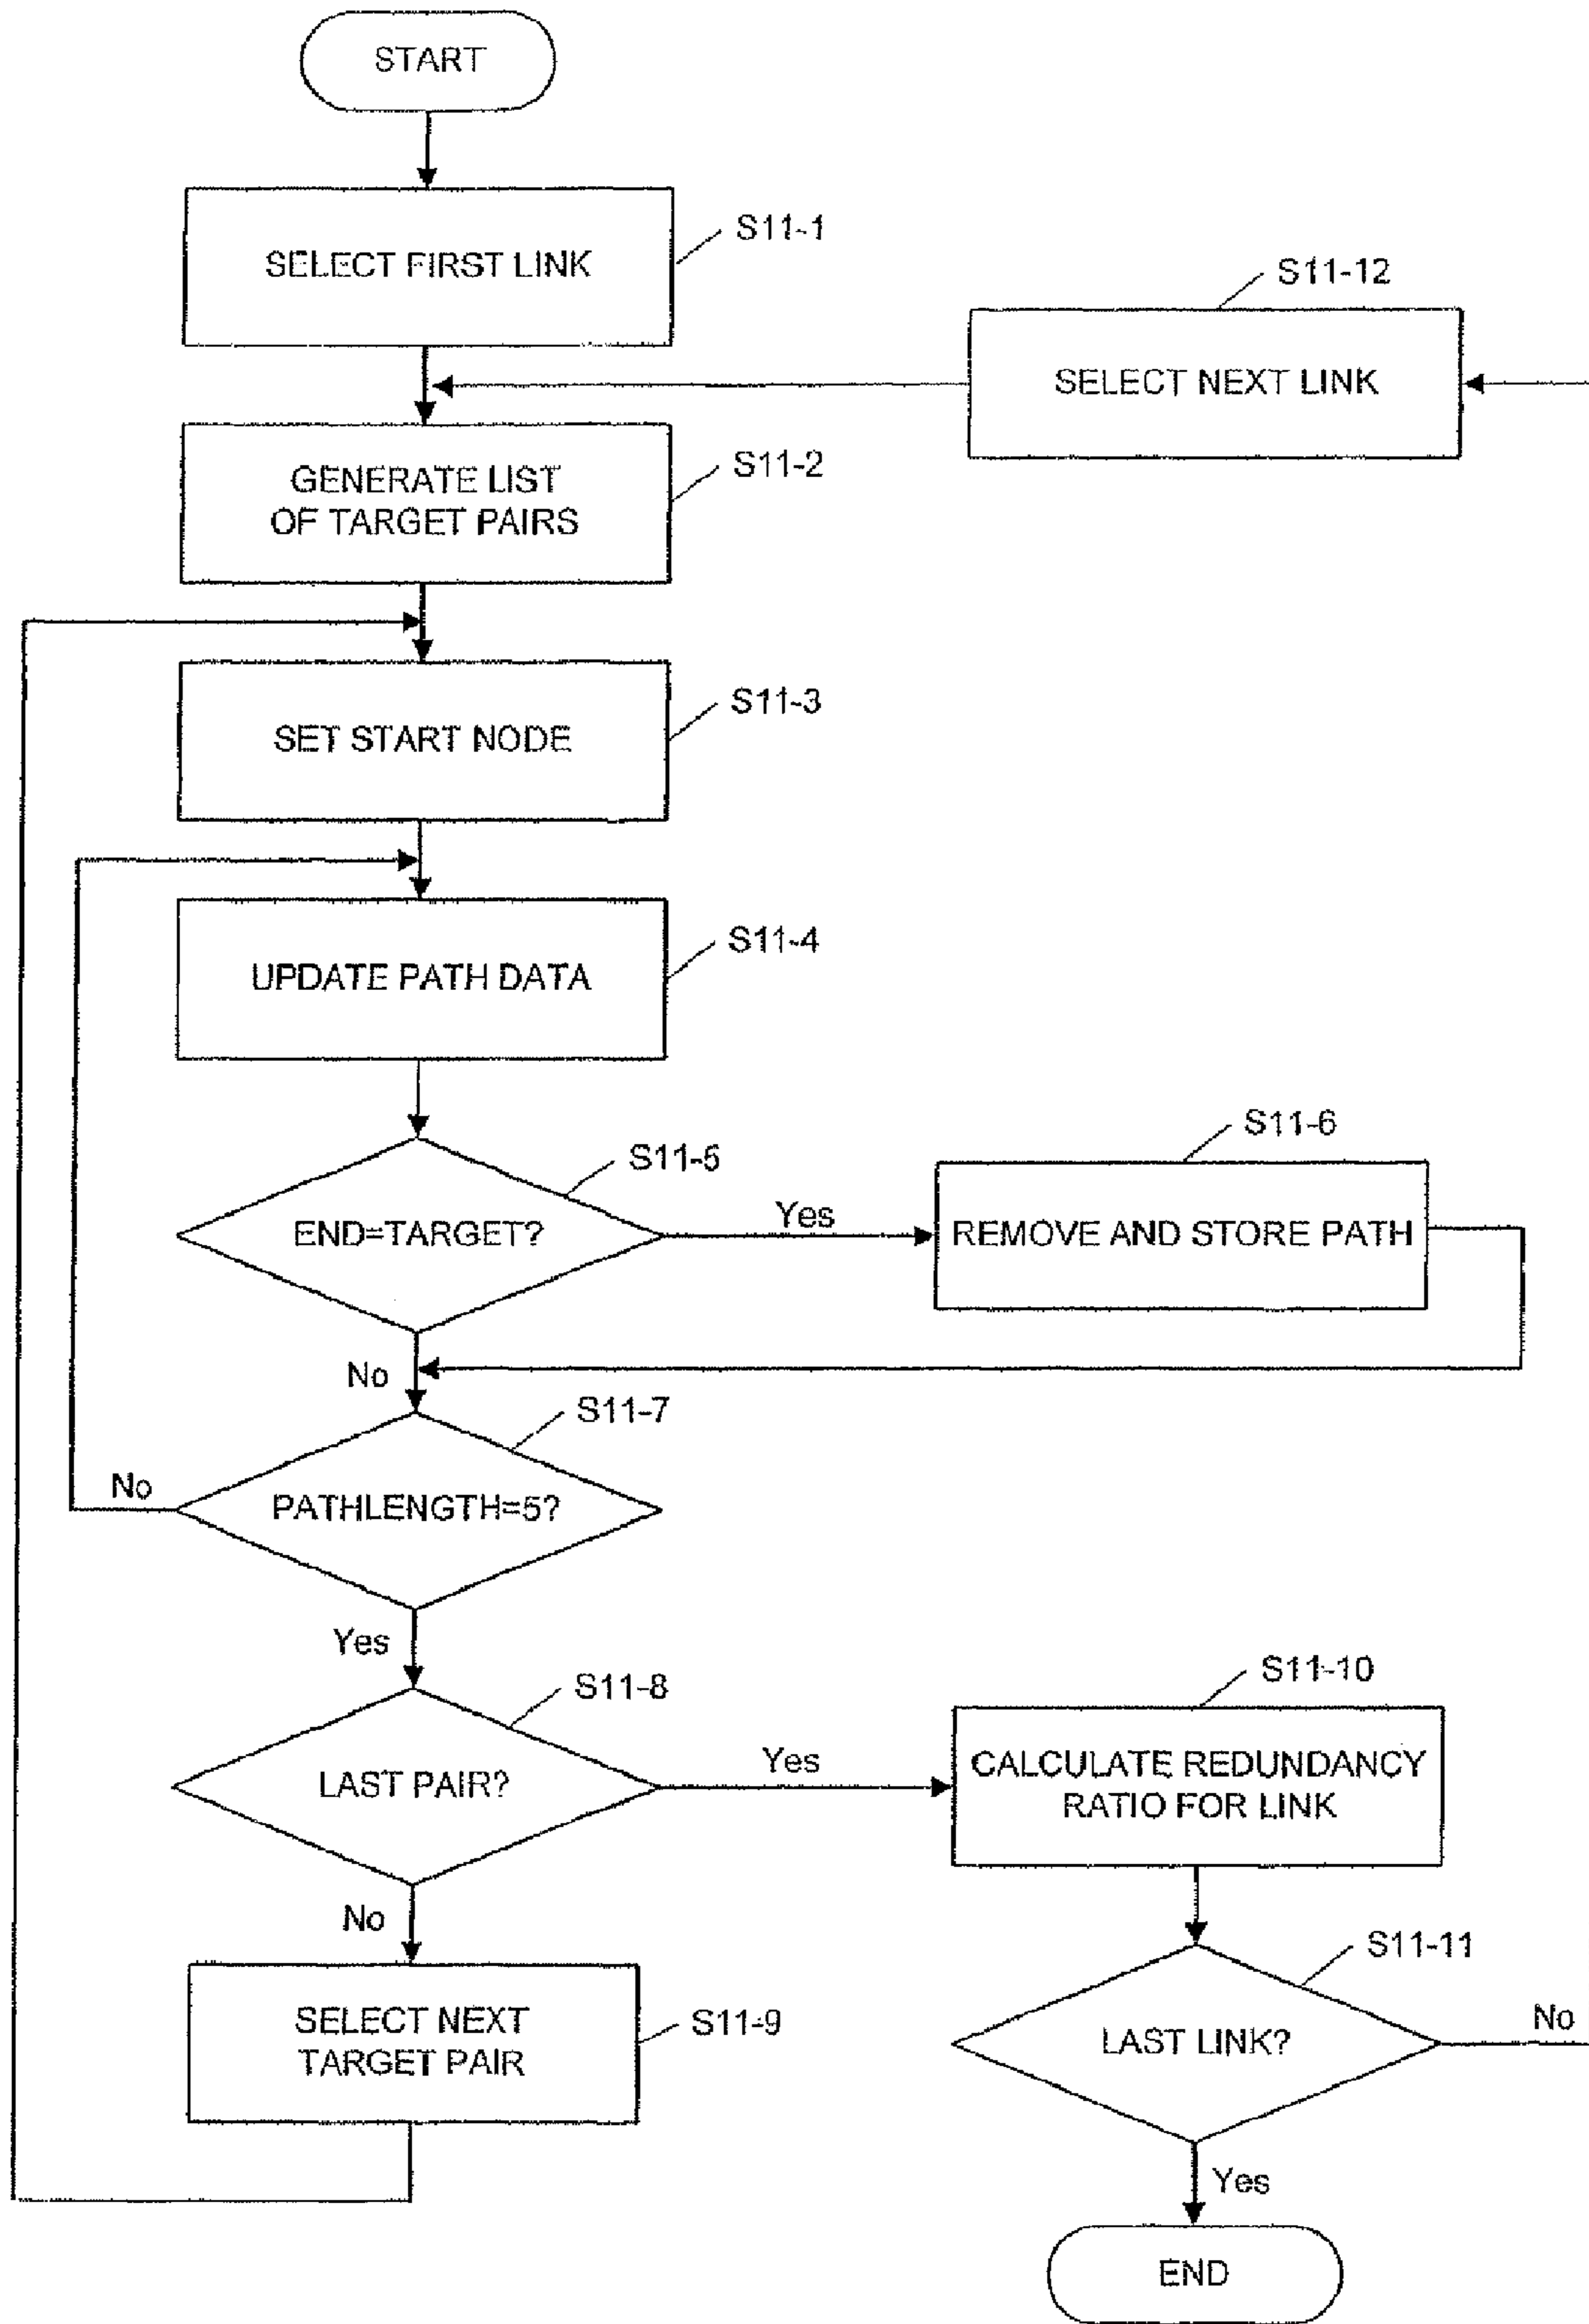 START
SELECT FIRST LINK
S11-1
S11-12
SELECT NEXT LINK
GENERATE LIST
OF TARGET PAIRS
S11-2
SET START NODE
S11-3
UPDATE PATH DATA
S11-4
END=TARGET?
S11-5
Yes
S11-6
REMOVE AND STORE PATH
No
S11-7
PATHLENGTH=5?
No
Yes
S11-8
LAST PAIR?
Yes
S11-10
CALCULATE REDUNDANCY
RATIO FOR LINK
No
SELECT NEXT
TARGET PAIR
S11-9
S11-11
LAST LINK?
No
Yes
END